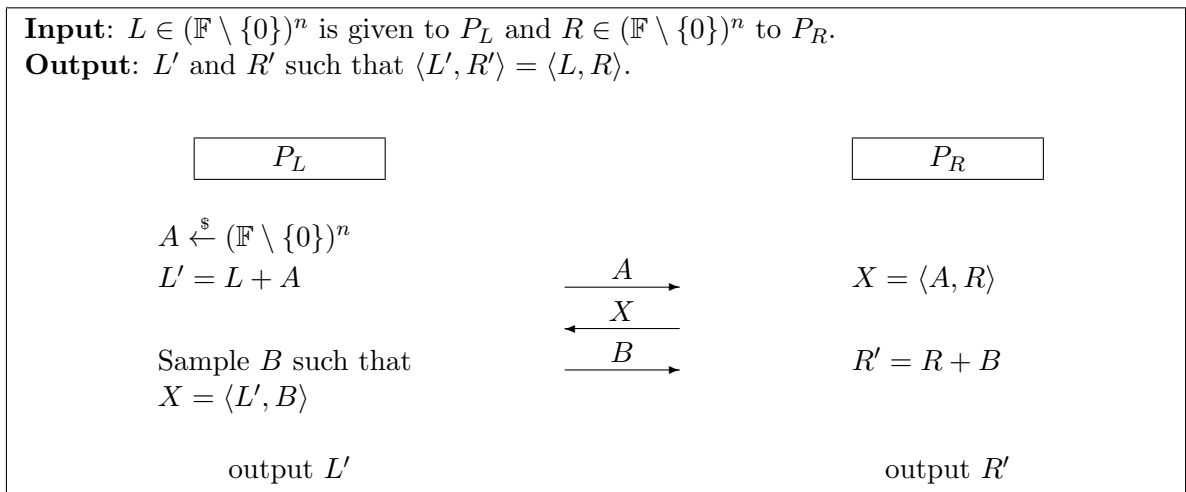 Input: L ∈ (𝔽 \ {0})ⁿ is given to P_L and R ∈ (𝔽 \ {0})ⁿ to P_R.
Output: L′ and R′ such that ⟨L′, R′⟩ = ⟨L, R⟩.
P_L P_R
A ←$ (𝔽 \ {0})ⁿ
L′ = L + A A X = ⟨A, R⟩
X
Sample B such that B R′ = R + B
X = ⟨L′, B⟩
output L′ output R′